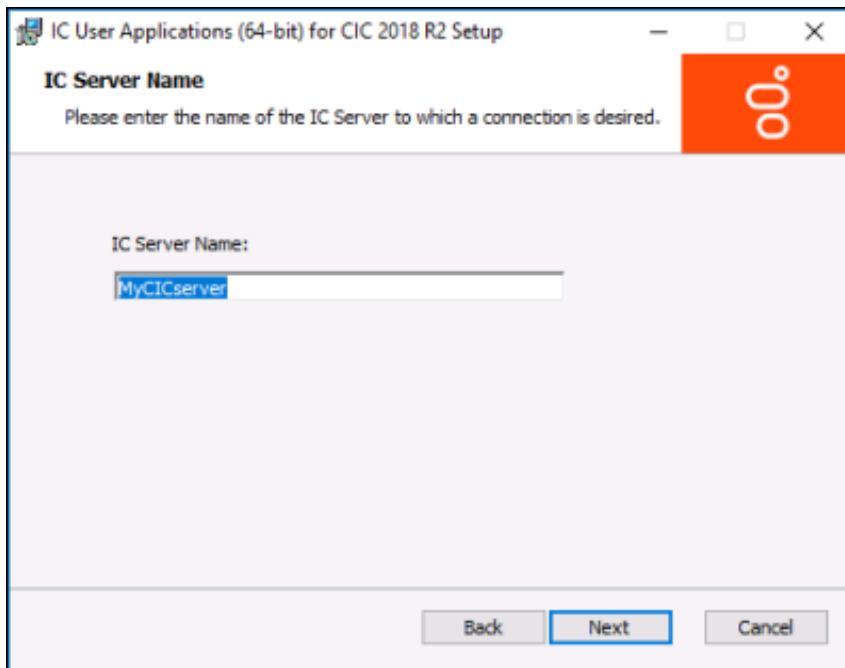 IC User Applications (64-bit) for CIC 2018 R2 Setup
IC Server Name
Please enter the name of the IC Server to which a connection is desired.
IC Server Name:
MyCICserver
Back
Next
Cancel